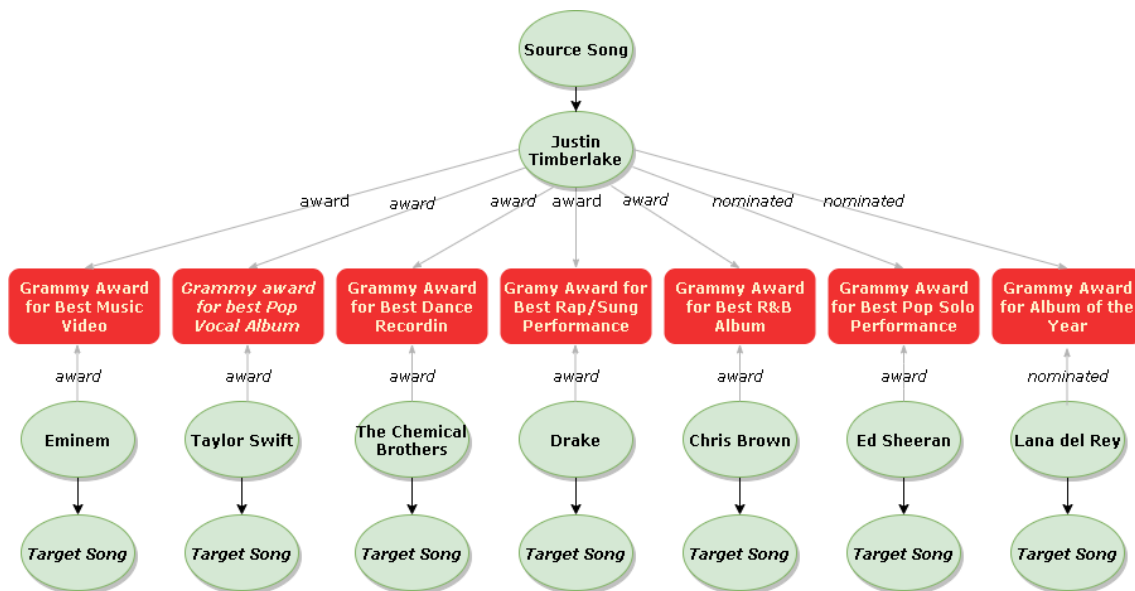 Source Song
Justin
Timberlake
award
award
award
award
award
nominated
nominated
Grammy Award
for Best Music
Video
Grammy award
for best Pop
Vocal Album
Grammy Award
for Best Dance
Recordin
Gramy Award for
Best Rap/Sung
Performance
Grammy Award
for Best R&B
Album
Grammy Award
for Best Pop Solo
Performance
Grammy Award
for Album of the
Year
award
award
award
award
award
award
nominated
Eminem
Taylor Swift
The Chemical
Brothers
Drake
Chris Brown
Ed Sheeran
Lana del Rey
Target Song
Target Song
Target Song
Target Song
Target Song
Target Song
Target Song